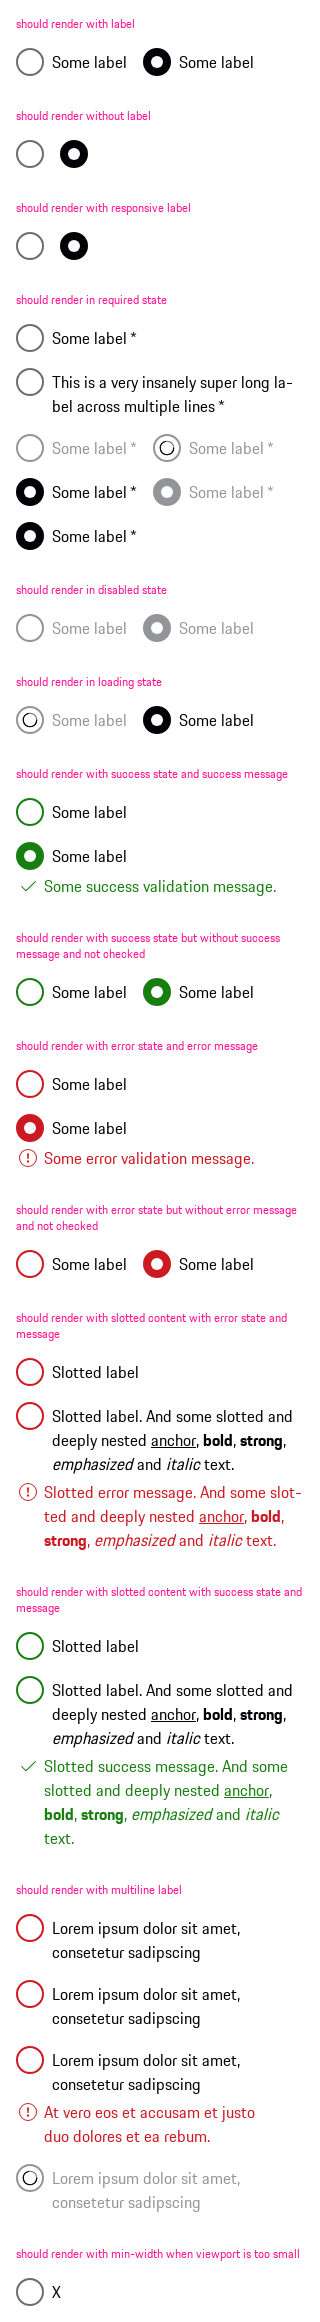 should render with label
Some label Some label
should render without label
should render with responsive label
should render in required state
Some label *
This is a very insanely super long la-
bel across multiple lines *
Some label * Some label *
Some label * Some label *
Some label *
should render in disabled state
Some label Some label
should render in loading state
Some label Some label
should render with success state and success message
Some label
Some label
Some success validation message.
should render with success state but without success
message and not checked
Some label Some label
should render with error state and error message
Some label
Some label
Some error validation message.
should render with error state but without error message
and not checked
Some label Some label
should render with slotted content with error state and
message
Slotted label
Slotted label. And some slotted and
deeply nested anchor, bold, strong,
emphasized and italic text.
Slotted error message. And some slot-
ted and deeply nested anchor, bold,
strong, emphasized and italic text.
should render with slotted content with success state and
message
Slotted label
Slotted label. And some slotted and
deeply nested anchor, bold, strong,
emphasized and italic text.
Slotted success message. And some
slotted and deeply nested anchor,
bold, strong, emphasized and italic
text.
should render with multiline label
Lorem ipsum dolor sit amet,
consetetur sadipscing
Lorem ipsum dolor sit amet,
consetetur sadipscing
Lorem ipsum dolor sit amet,
consetetur sadipscing
At vero eos et accusam et justo
duo dolores et ea rebum.
Lorem ipsum dolor sit amet,
consetetur sadipscing
should render with min-width when viewport is too small
X